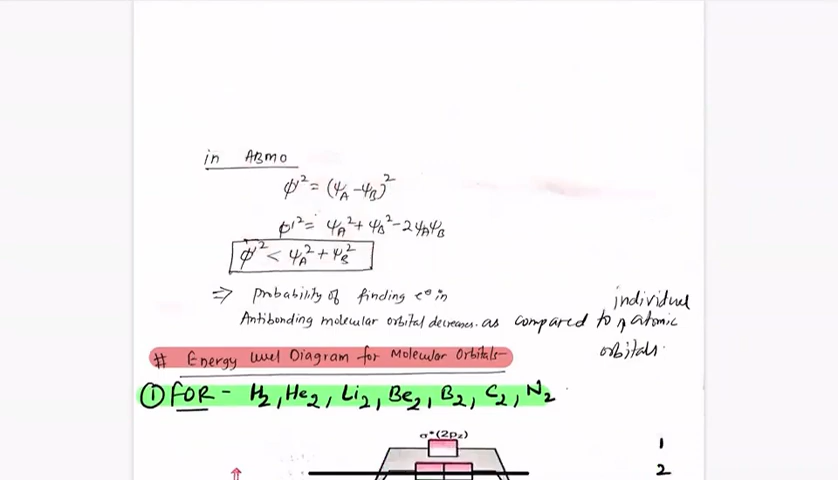 in ABMO
φ'² = (ψA - ψB)²
φ'² = ψA² + ψB² - 2ψAψB
φ'² < ψA² + ψB²
⇒ Probability of finding e⊖ in
Antibonding molecular orbital decreases. as compared to individual atomic orbitals.
# Energy level Diagram for Molecular Orbitals-
① FOR - H2, He2, Li2, Be2, B2, C2, N2
σ*(2pz)
1
2